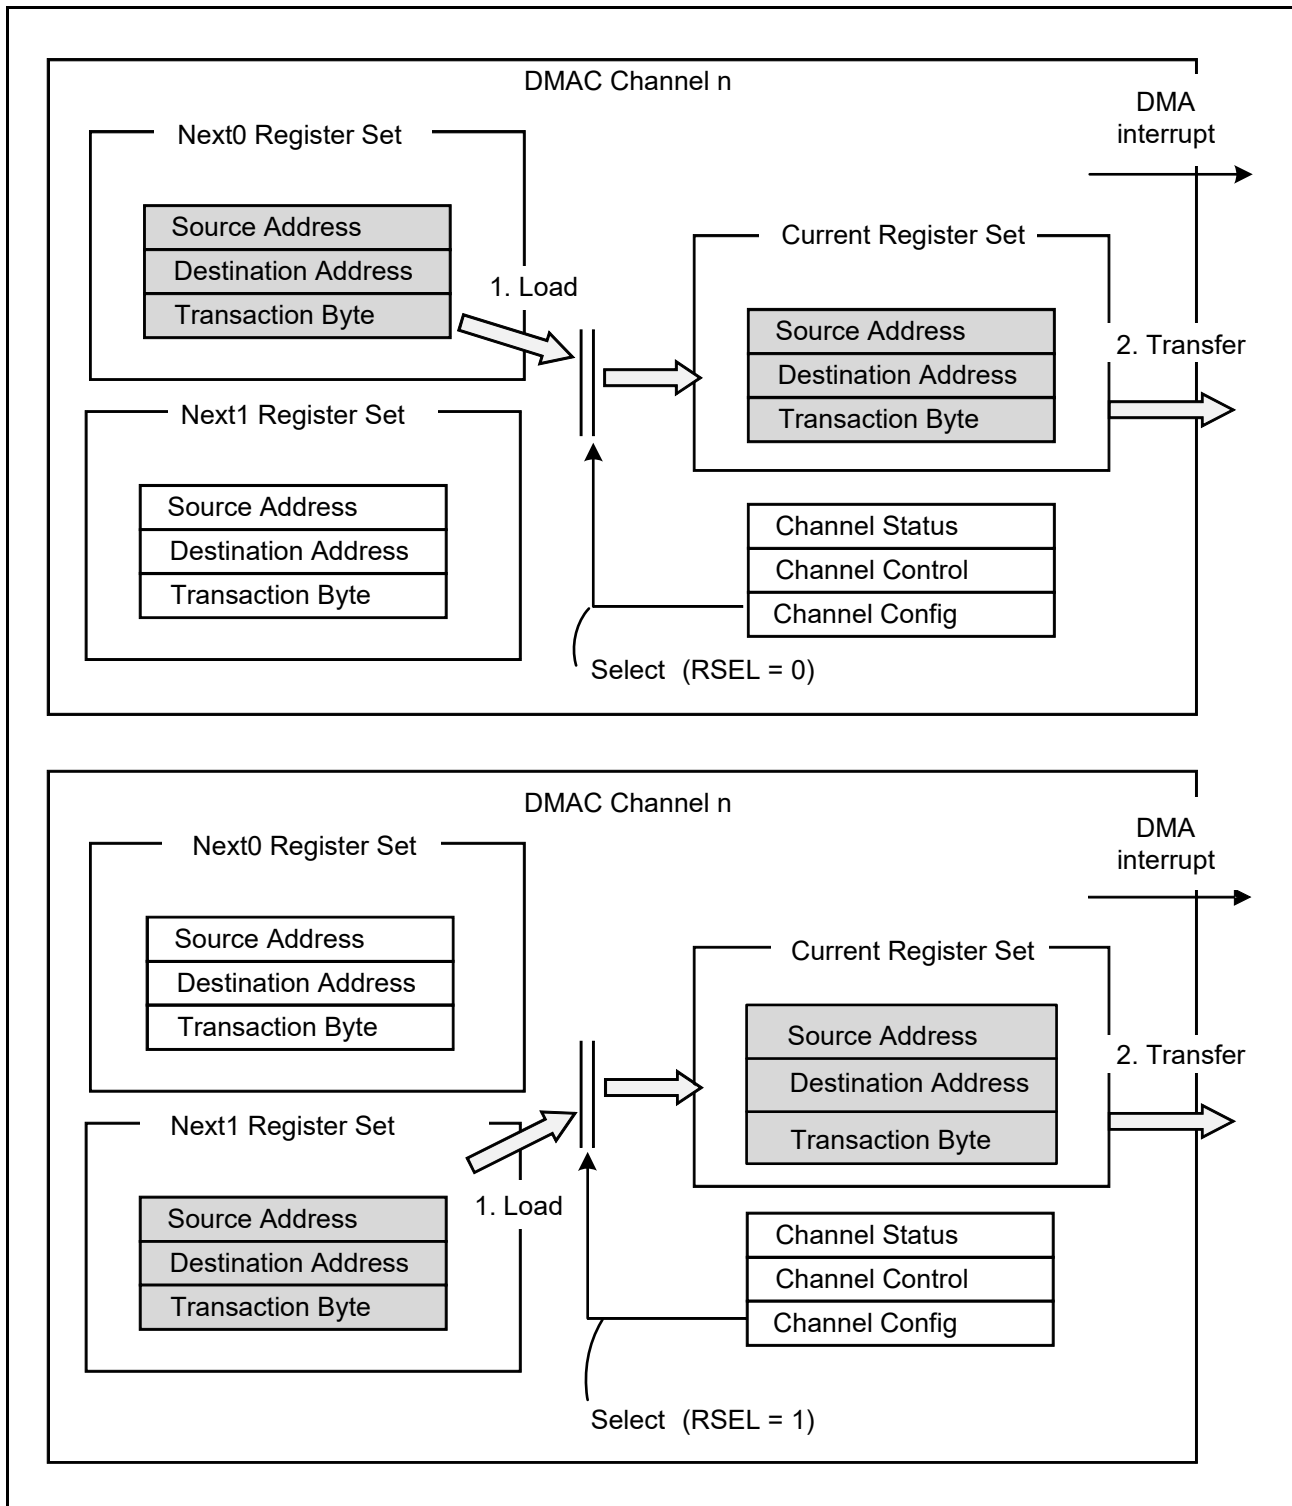 DMAC Channel n
DMA
interrupt
Next0 Register Set
Source Address
Destination Address
Transaction Byte
1. Load
Current Register Set
Source Address
Destination Address
Transaction Byte
2. Transfer
Next1 Register Set
Source Address
Destination Address
Transaction Byte
Channel Status
Channel Control
Channel Config
Select (RSEL = 0)
DMAC Channel n
DMA
interrupt
Next0 Register Set
Source Address
Destination Address
Transaction Byte
Current Register Set
Source Address
Destination Address
Transaction Byte
2. Transfer
Next1 Register Set
1. Load
Source Address
Destination Address
Transaction Byte
Channel Status
Channel Control
Channel Config
Select (RSEL = 1)